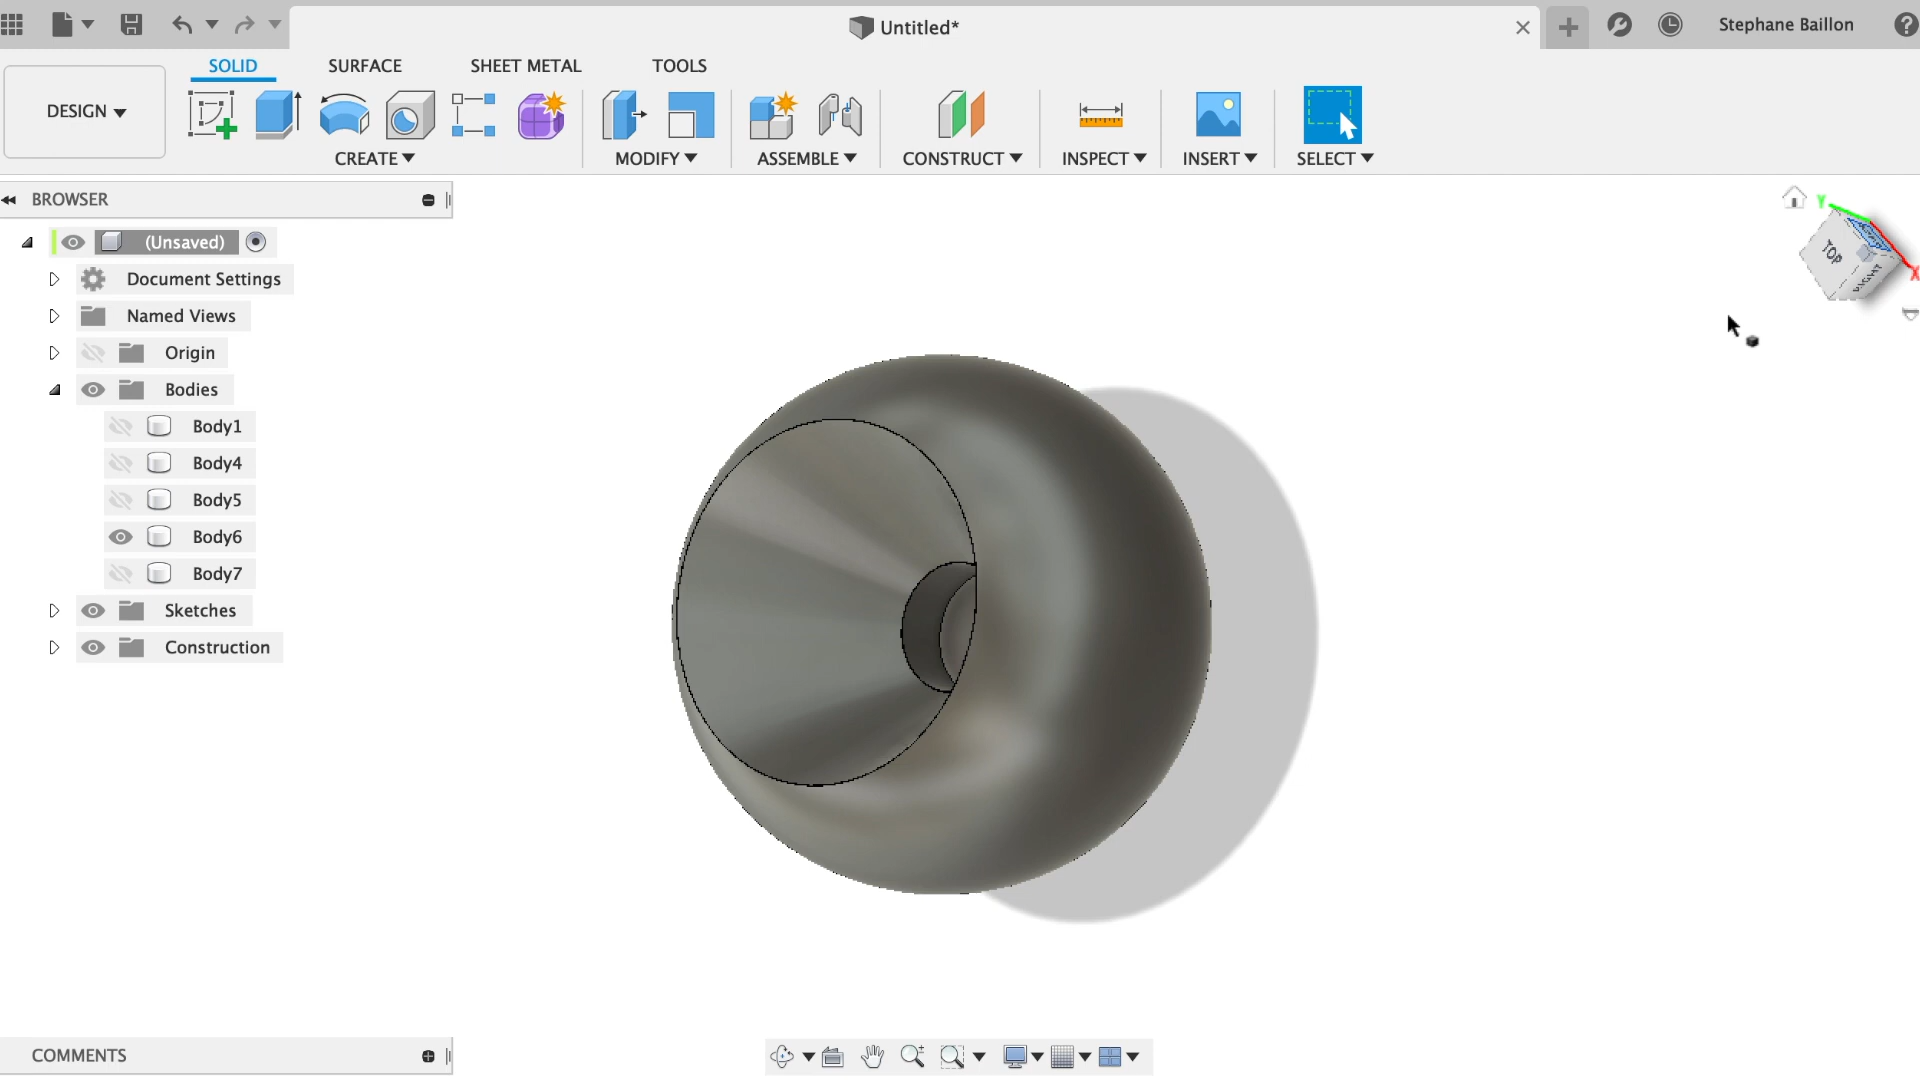 Untitled*
Stephane Baillon
SOLID SURFACE SHEET METAL TOOLS
DESIGN
CREATE MODIFY ASSEMBLE CONSTRUCT INSPECT INSERT SELECT
BROWSER
(Unsaved)
Document Settings
Named Views
Origin
Bodies
Body1
Body4
Body5
Body6
Body7
Sketches
Construction
Y
TOP
RIGHT
X
COMMENTS